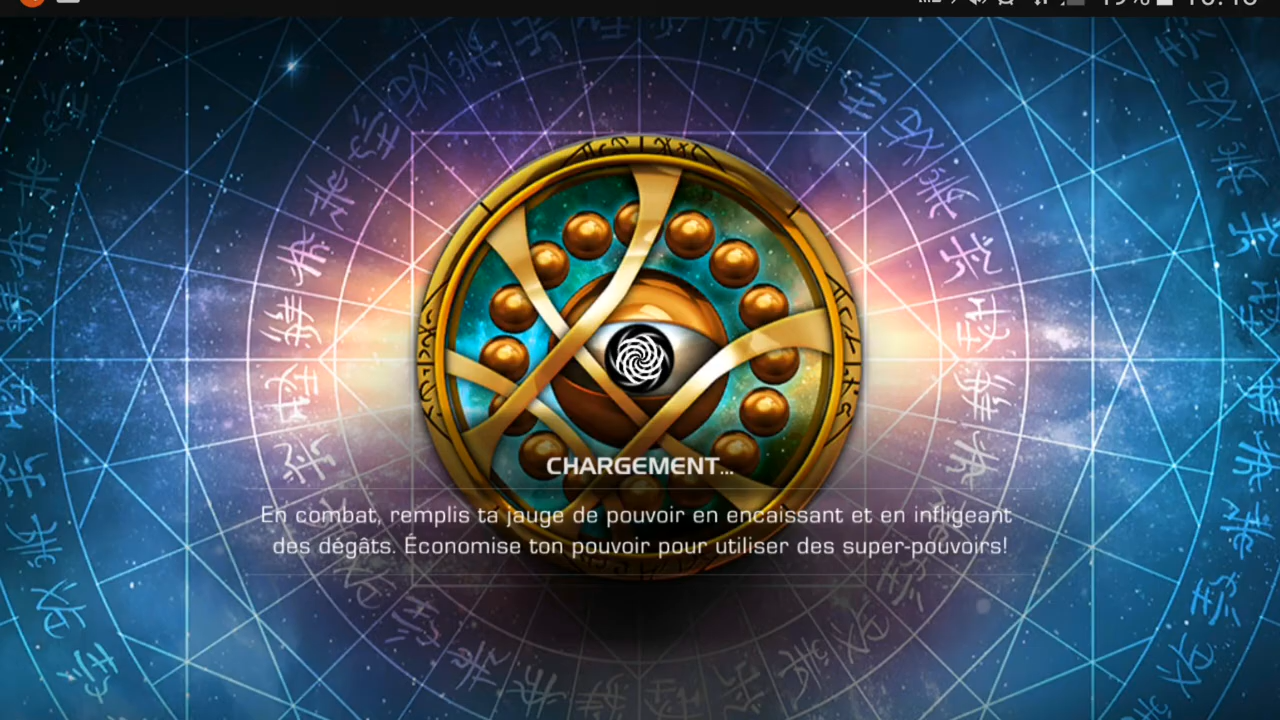 CHARGEMENT...
En combat, remplis ta jauge de pouvoir en encaissant et en infligeant
des dégâts. Économise ton pouvoir pour utiliser des super-pouvoirs!